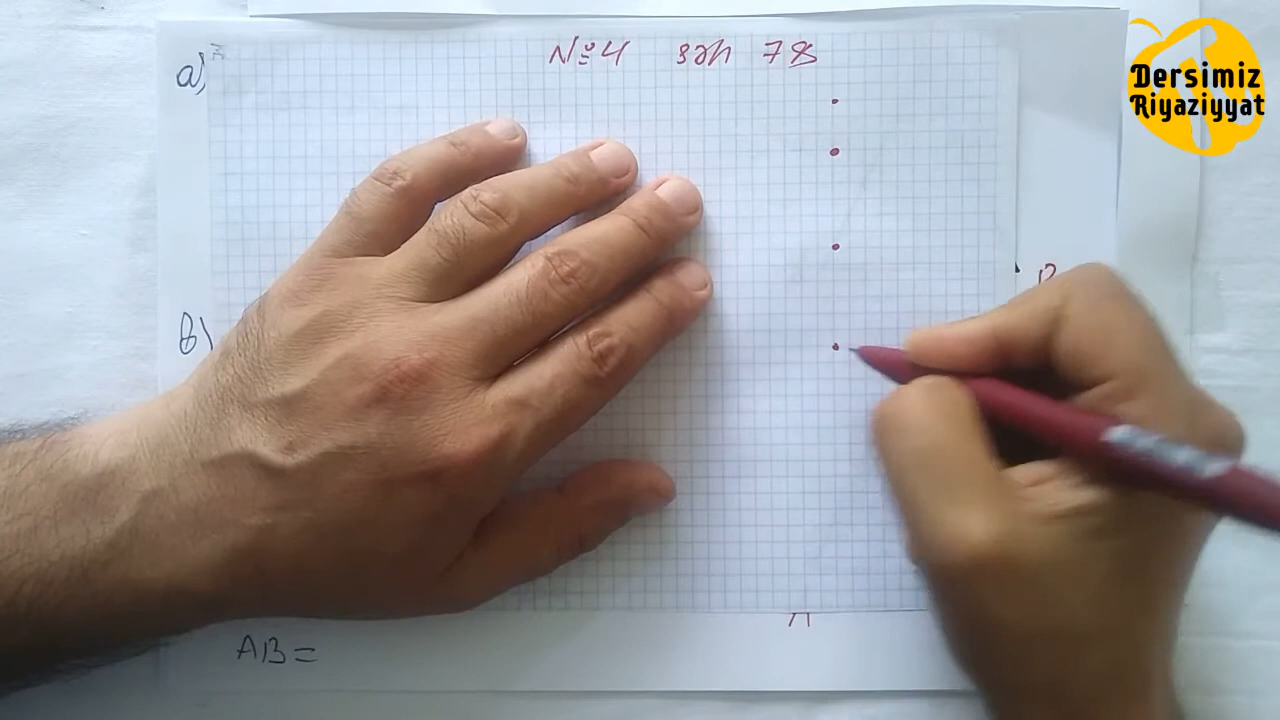 №4 səh 78
a)
b)
B
A
AB=
Dersimiz
Riyaziyyat